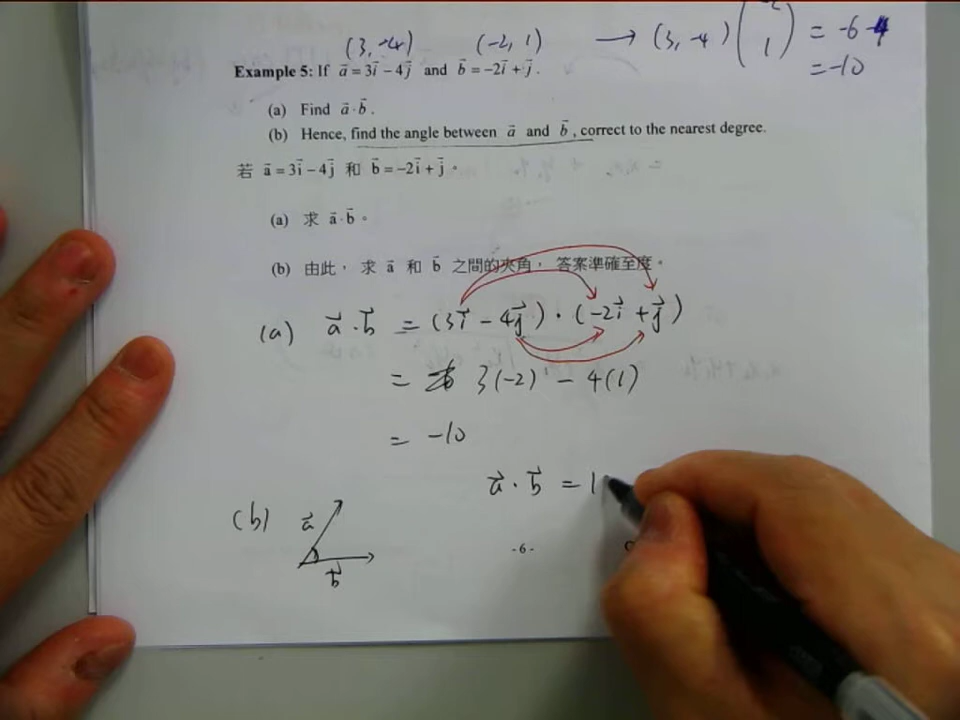 (3, -4) (-2, 1) → (3, -4) (-2 1) = -6 -4
= -10
Example 5: If a⃗ = 3i⃗ − 4j⃗ and b⃗ = −2i⃗ + j⃗ .
(a) Find a⃗ · b⃗ .
(b) Hence, find the angle between a⃗ and b⃗ , correct to the nearest degree.
若 a⃗ = 3i⃗ − 4j⃗ 和 b⃗ = −2i⃗ + j⃗ 。
(a) 求 a⃗ · b⃗ 。
(b) 由此， 求 a⃗ 和 b⃗ 之間的夾角， 答案準確至度。
(a) a⃗ · b⃗ = (3i⃗ − 4j⃗) · (−2i⃗ + j⃗)
= 3(−2) − 4(1)
= −10
a⃗ · b⃗ = |
(b) a⃗
b⃗
- 6 -